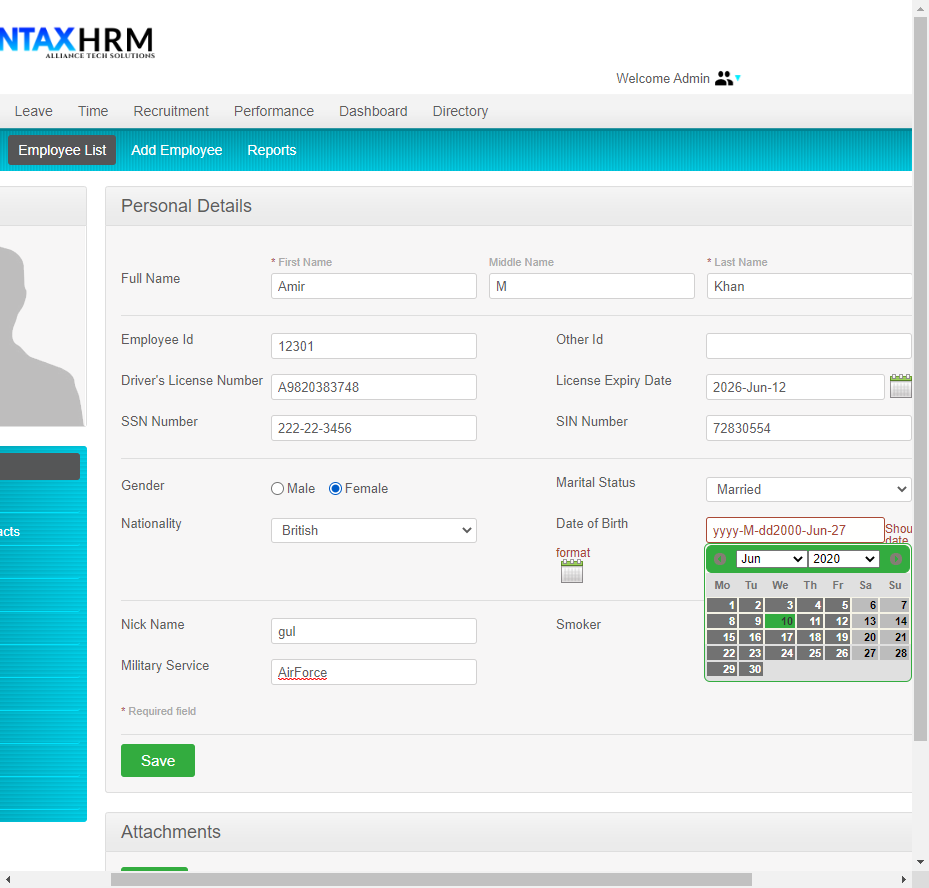 NTAXHRM
ALLIANCE TECH SOLUTIONS
Welcome Admin
Leave Time Recruitment Performance Dashboard Directory
Employee List Add Employee Reports
Personal Details
* First Name Middle Name * Last Name
Full Name Amir M Khan
Employee Id 12301 Other Id
Driver's License Number A9820383748 License Expiry Date 2026-Jun-12
SSN Number 222-22-3456 SIN Number 72830554
Gender Male Female Marital Status Married
Nationality British Date of Birth yyyy-M-dd2000-Jun-27 Shou
acts
date
format
Jun 2020
Mo Tu We Th Fr Sa Su
1 2 3 4 5 6 7
8 9 10 11 12 13 14
15 16 17 18 19 20 21
22 23 24 25 26 27 28
29 30
Nick Name gul Smoker
Military Service AirForce
* Required field
Save
Attachments